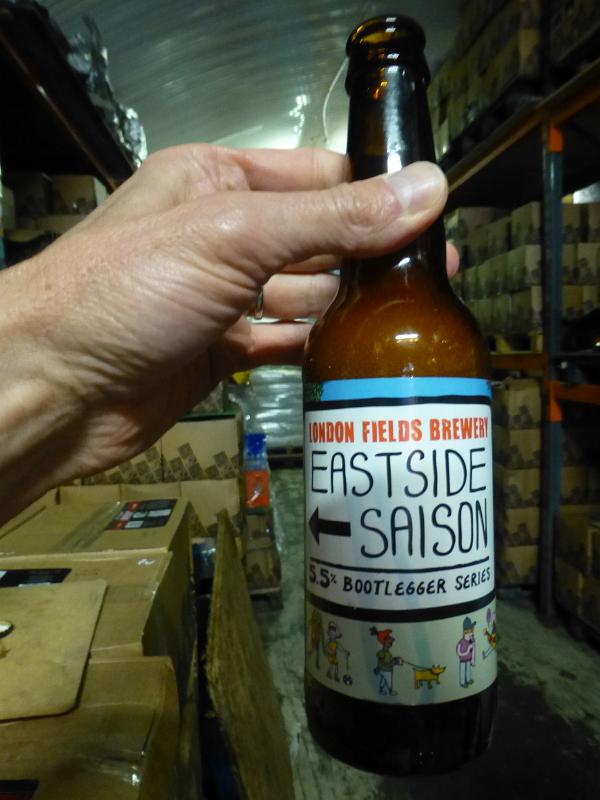 LONDON FIELDS BREWERY
EASTSIDE
SAISON
5.5% BOOTLEGGER SERIES